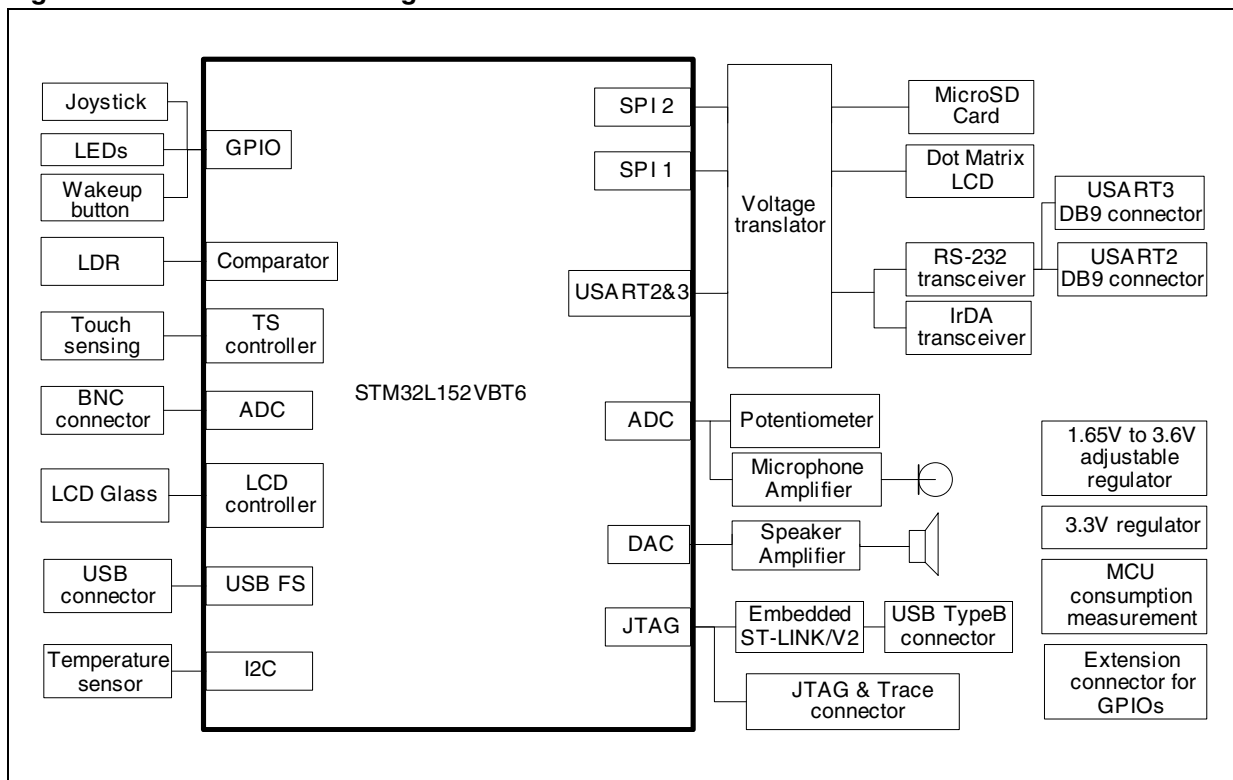 Joystick
LEDs
Wakeup
button
LDR
Touch
sensing
BNC
connector
LCD Glass
USB
connector
Temperature
sensor
GPIO
Comparator
TS
controller
ADC
LCD
controller
USB FS
I2C
STM32L152VBT6
SPI 2
SPI 1
USART2&3
ADC
DAC
JTAG
Voltage
translator
MicroSD
Card
Dot Matrix
LCD
RS-232
transceiver
IrDA
transceiver
USART3
DB9 connector
USART2
DB9 connector
Potentiometer
Microphone
Amplifier
Speaker
Amplifier
Embedded
ST-LINK/V2
USB TypeB
connector
JTAG & Trace
connector
1.65V to 3.6V
adjustable
regulator
3.3V regulator
MCU
consumption
measurement
Extension
connector for
GPIOs